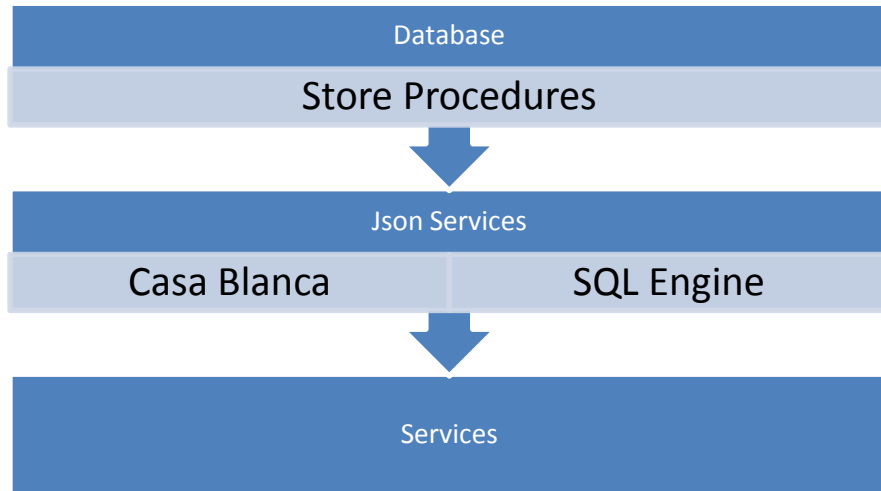 Database
Store Procedures
Json Services
Casa Blanca
SQL Engine
Services